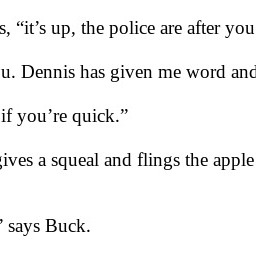 s, “it’s up, the police are after you
u. Dennis has given me word and
if you’re quick.”
gives a squeal and flings the apple
” says Buck.